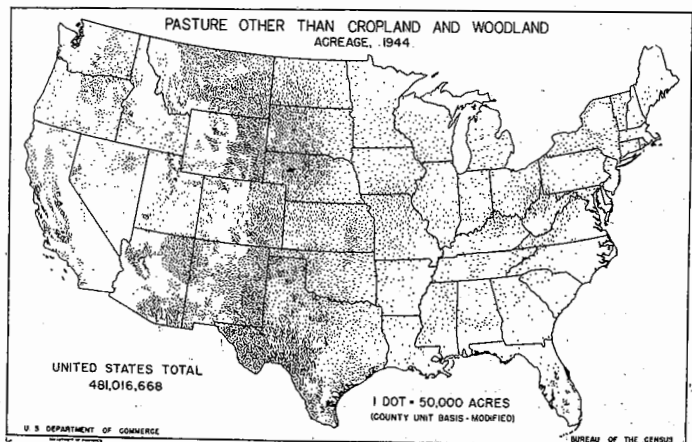 PASTURE OTHER THAN CROPLAND AND WOODLAND
ACREAGE, 1944
UNITED STATES TOTAL
481,016,668
1 DOT = 50,000 ACRES
(COUNTY UNIT BASIS - MODIFIED)
U S DEPARTMENT OF COMMERCE
BUREAU OF THE CENSUS